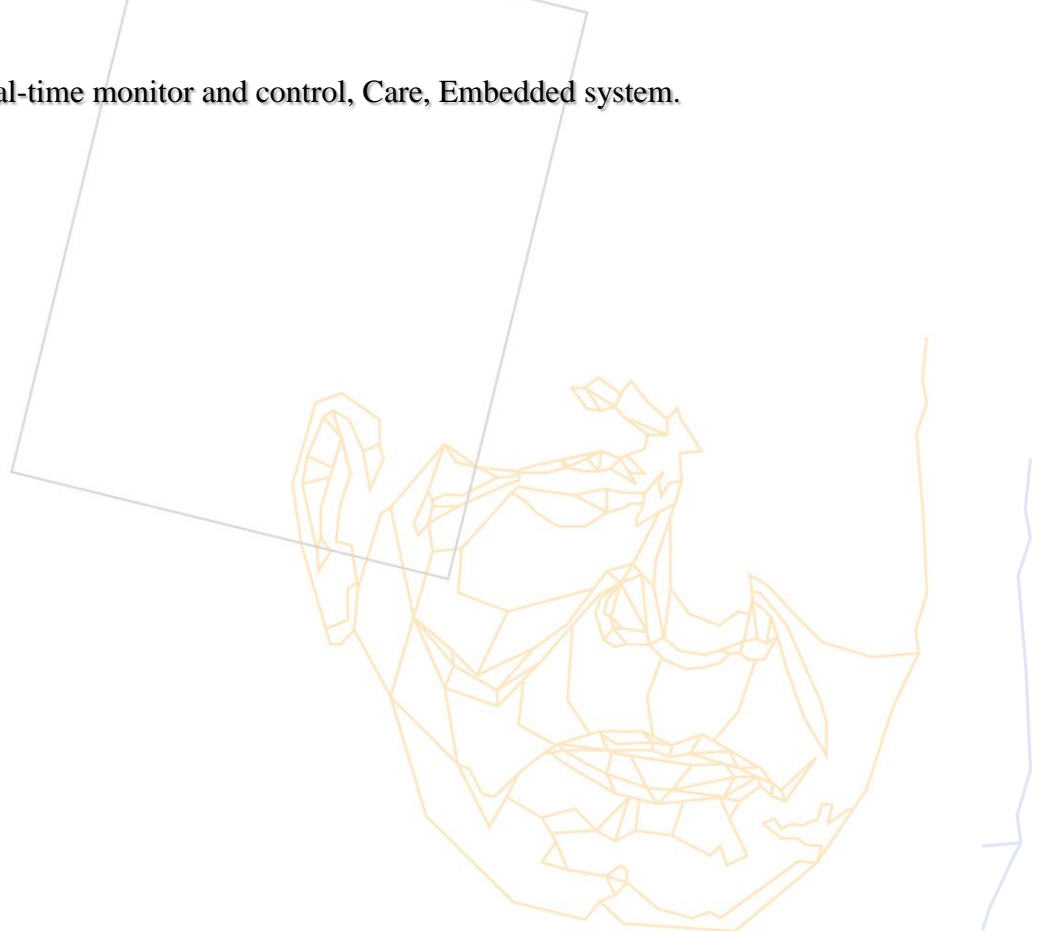 al-time monitor and control, Care, Embedded system.